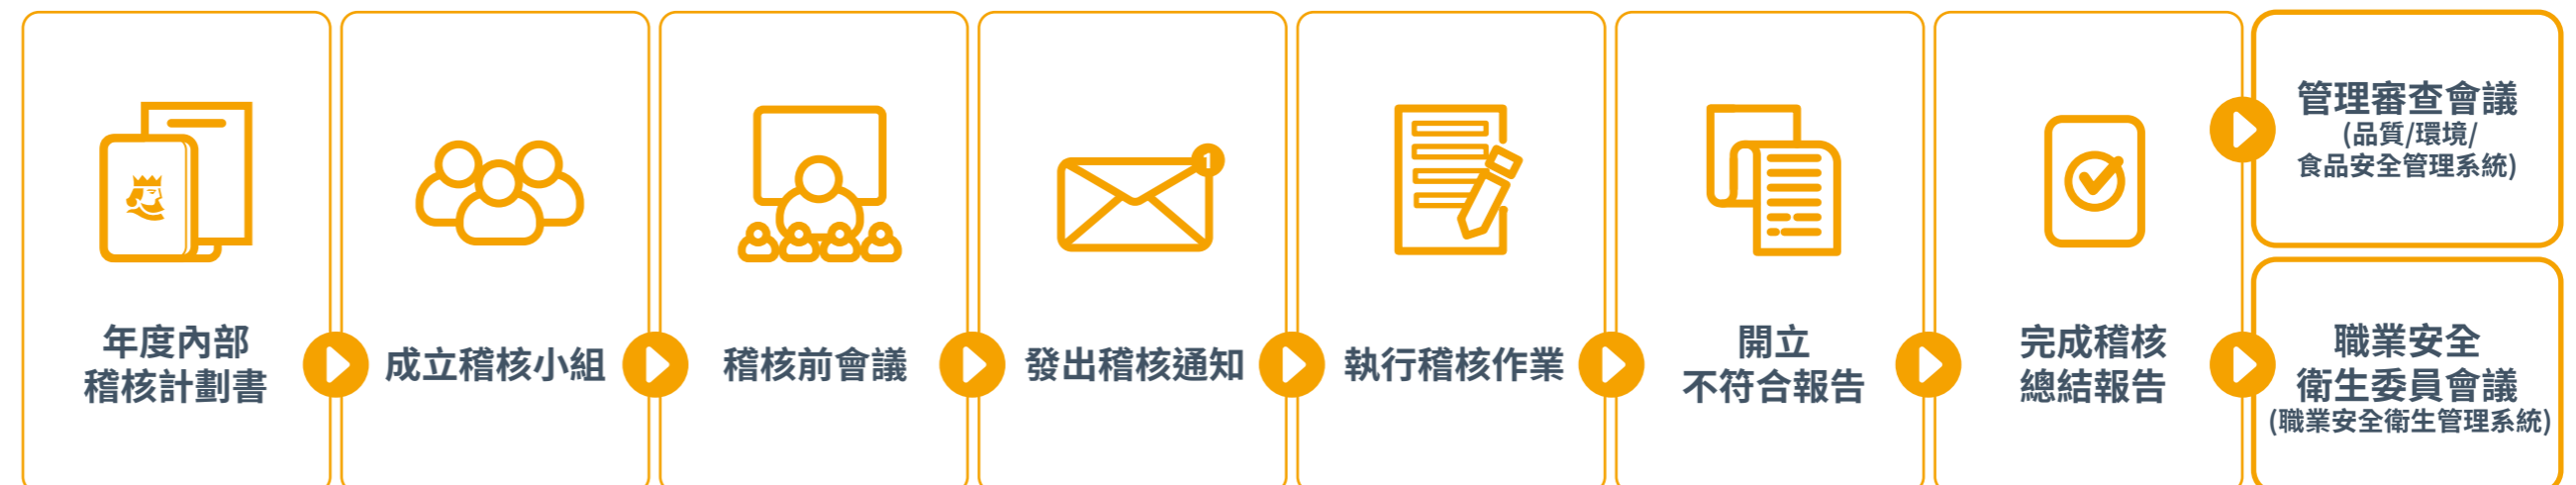 年度內部
稽核計劃書
成立稽核小組
稽核前會議
1
發出稽核通知
執行稽核作業
開立
不符合報告
完成稽核
總結報告
管理審查會議
(品質/環境/
食品安全管理系統)
職業安全
衛生委員會議
(職業安全衛生管理系統)